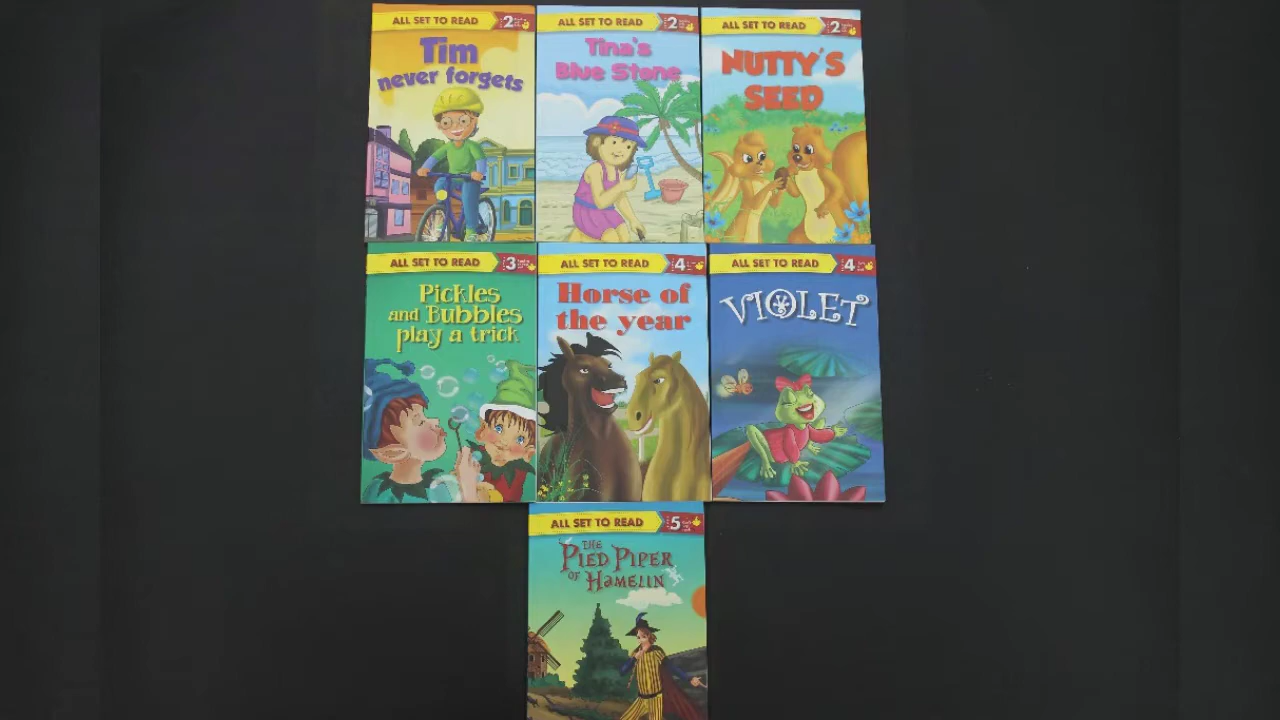 ALL SET TO READ 2
Tim
never forgets
ALL SET TO READ 2
Tina's
Blue Stone
ALL SET TO READ 2
NUTTY'S
SEED
ALL SET TO READ 3
Pickles
and Bubbles
play a trick
ALL SET TO READ 4
Horse of
the year
ALL SET TO READ 4
VIOLET
ALL SET TO READ 5
THE
PIED PIPER
OF HAMELIN